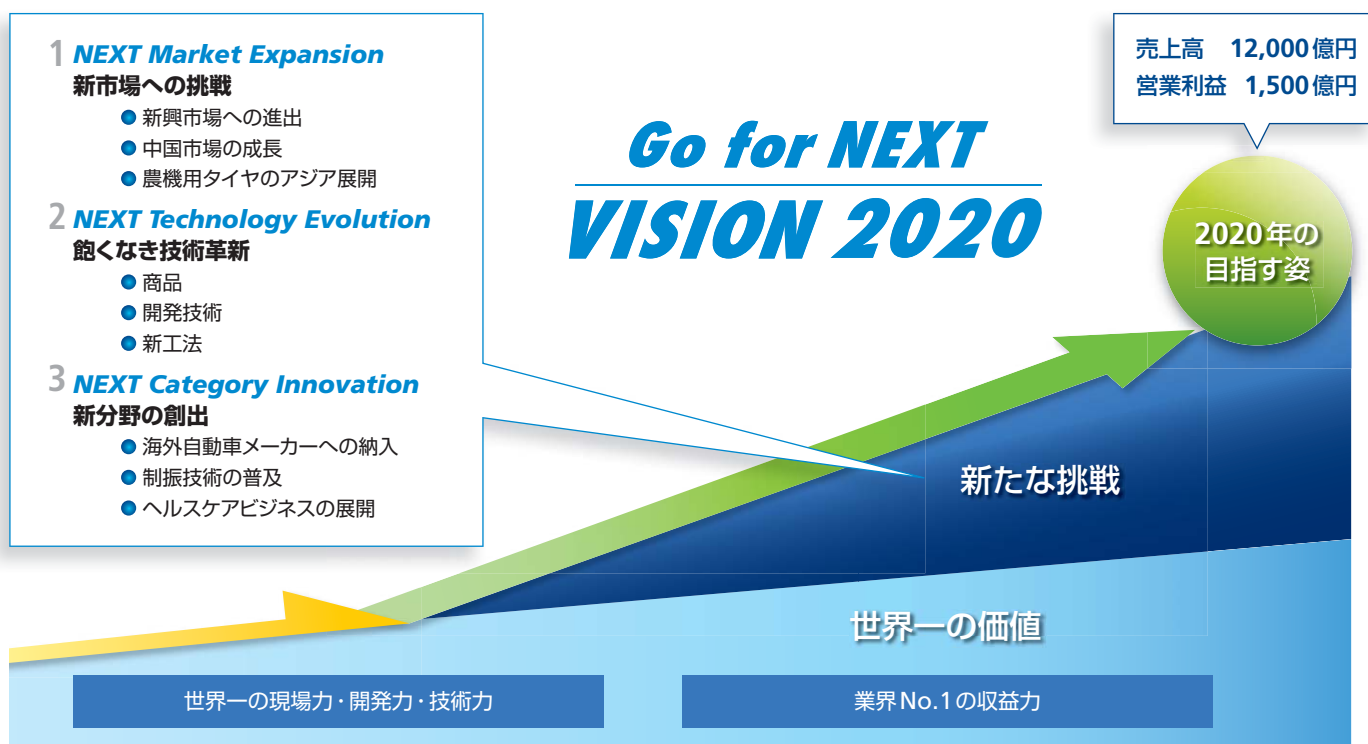 1 NEXT Market Expansion
新市場への挑戦
● 新興市場への進出
● 中国市場の成長
● 農機用タイヤのアジア展開
2 NEXT Technology Evolution
飽くなき技術革新
● 商品
● 開発技術
● 新工法
3 NEXT Category Innovation
新分野の創出
● 海外自動車メーカーへの納入
● 制振技術の普及
● ヘルスケアビジネスの展開
Go for NEXT
VISION 2020
売上高 12,000億円
営業利益 1,500億円
2020年の
目指す姿
新たな挑戦
世界一の価値
世界一の現場力・開発力・技術力
業界No.1の収益力